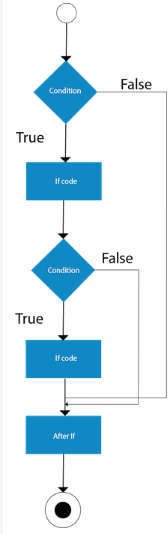 Condition
False
True
If code
Condition
False
True
If code
After If